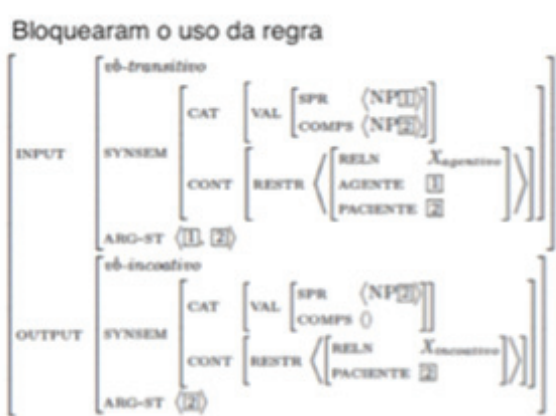 Bloquearam o uso da regra
vb-transitivo
SPR ⟨NP[1]⟩
CAT VAL
COMPS ⟨NP[2]⟩
INPUT SYNSEM
RELN X agentivo
CONT RESTR ⟨ AGENTE [1] ⟩
PACIENTE [2]
ARG-ST ⟨[1], [2]⟩
vb-incoativo
SPR ⟨NP[2]⟩
CAT VAL
COMPS ⟨⟩
OUTPUT SYNSEM
RELN X incoativo
CONT RESTR ⟨ ⟩
PACIENTE [2]
ARG-ST ⟨[2]⟩